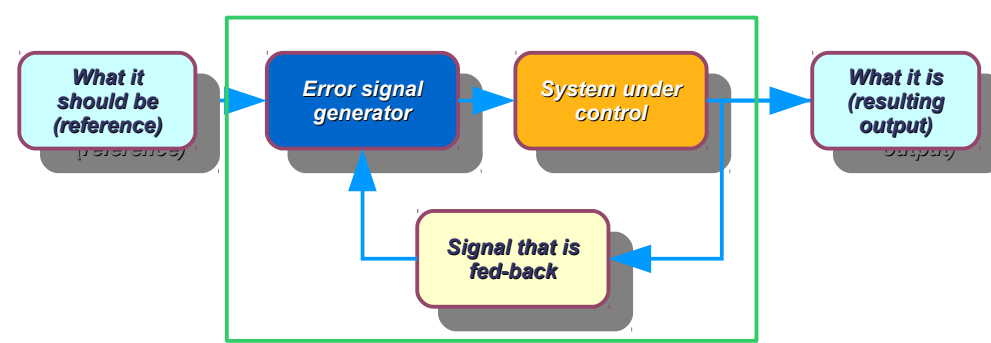 What it
should be
(reference)
Error signal
generator
System under
control
What it is
(resulting
output)
Signal that is
fed-back